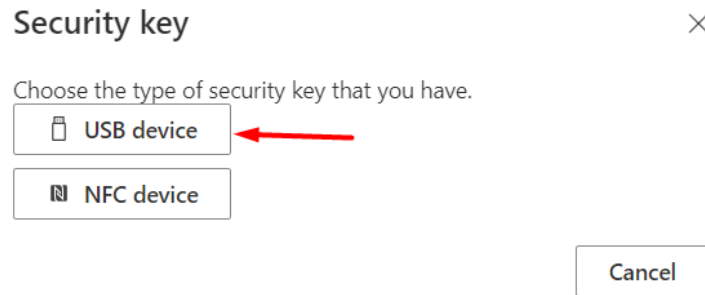 Security key
Choose the type of security key that you have.
USB device
NFC device
Cancel